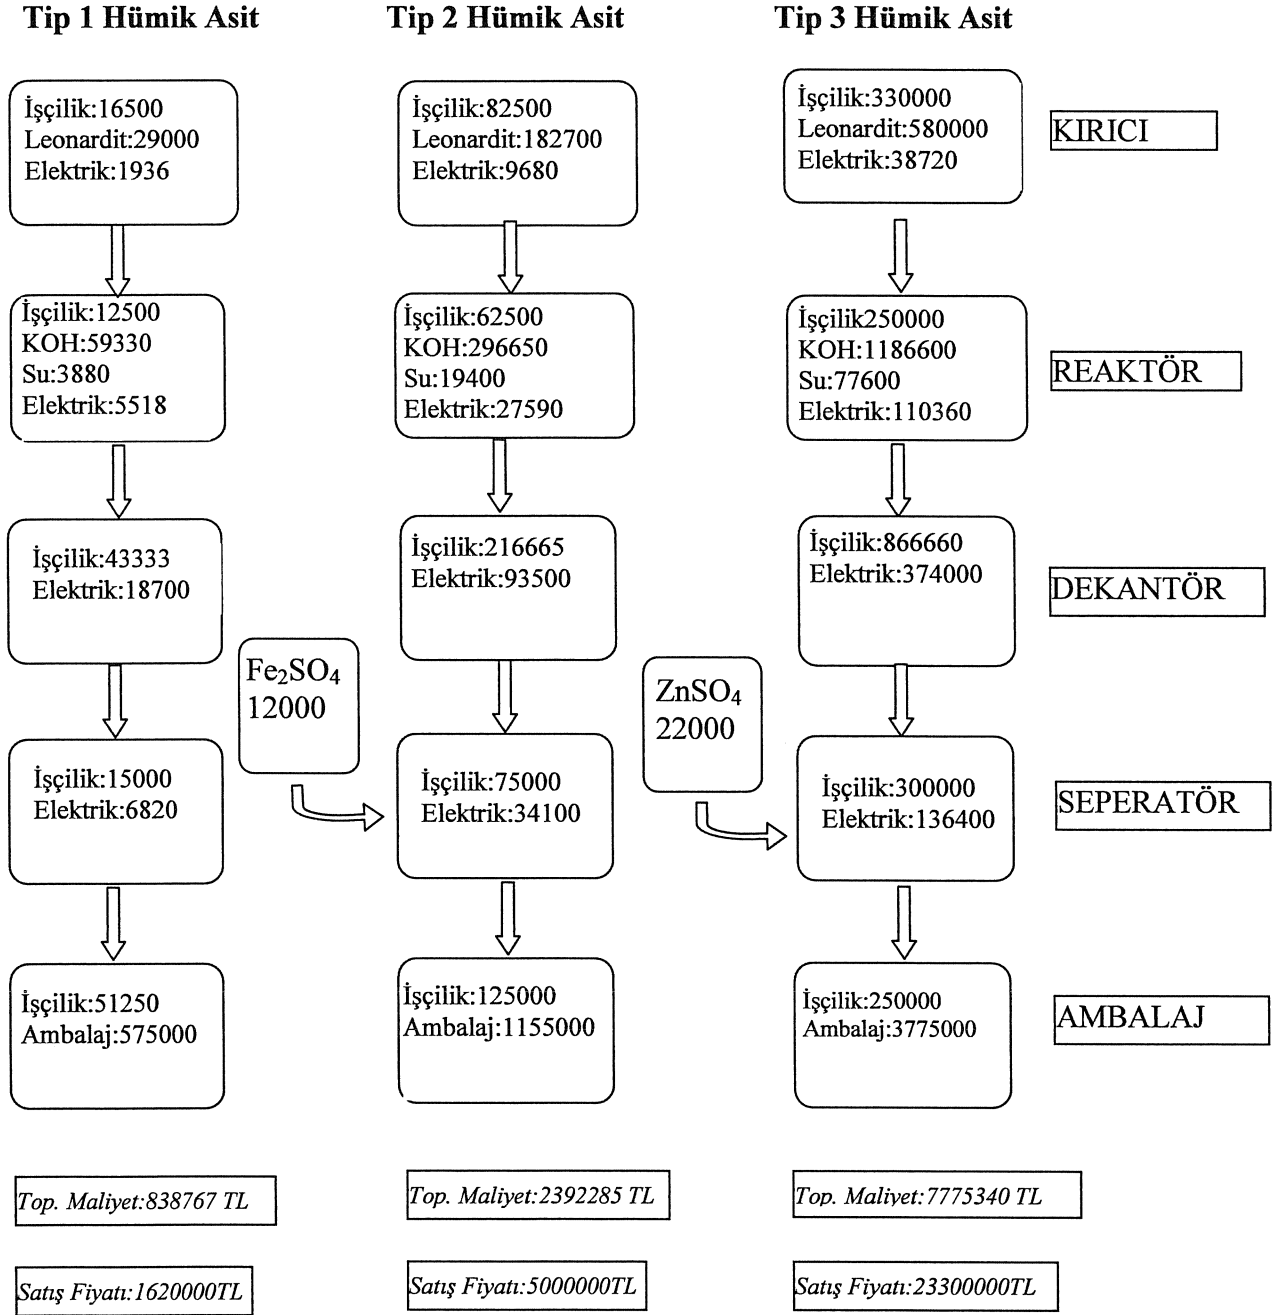 Tip 1 Hümik Asit
Tip 2 Hümik Asit
Tip 3 Hümik Asit
İşçilik:16500
Leonardit:29000
Elektrik:1936
İşçilik:82500
Leonardit:182700
Elektrik:9680
İşçilik:330000
Leonardit:580000
Elektrik:38720
KIRICI
İşçilik:12500
KOH:59330
Su:3880
Elektrik:5518
İşçilik:62500
KOH:296650
Su:19400
Elektrik:27590
İşçilik250000
KOH:1186600
Su:77600
Elektrik:110360
REAKTÖR
İşçilik:43333
Elektrik:18700
İşçilik:216665
Elektrik:93500
İşçilik:866660
Elektrik:374000
DEKANTÖR
Fe₂SO₄
12000
ZnSO₄
22000
İşçilik:15000
Elektrik:6820
İşçilik:75000
Elektrik:34100
İşçilik:300000
Elektrik:136400
SEPERATÖR
İşçilik:51250
Ambalaj:575000
İşçilik:125000
Ambalaj:1155000
İşçilik:250000
Ambalaj:3775000
AMBALAJ
Top. Maliyet:838767 TL
Top. Maliyet:2392285 TL
Top. Maliyet:7775340 TL
Satış Fiyatı:1620000TL
Satış Fiyatı:5000000TL
Satış Fiyatı:23300000TL